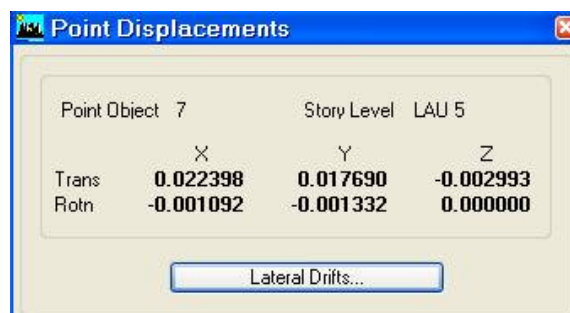 Point Displacements
Point Object 7 Story Level LAU 5
X Y Z
Trans 0.022398 0.017690 -0.002993
Rotn -0.001092 -0.001332 0.000000
Lateral Drifts...